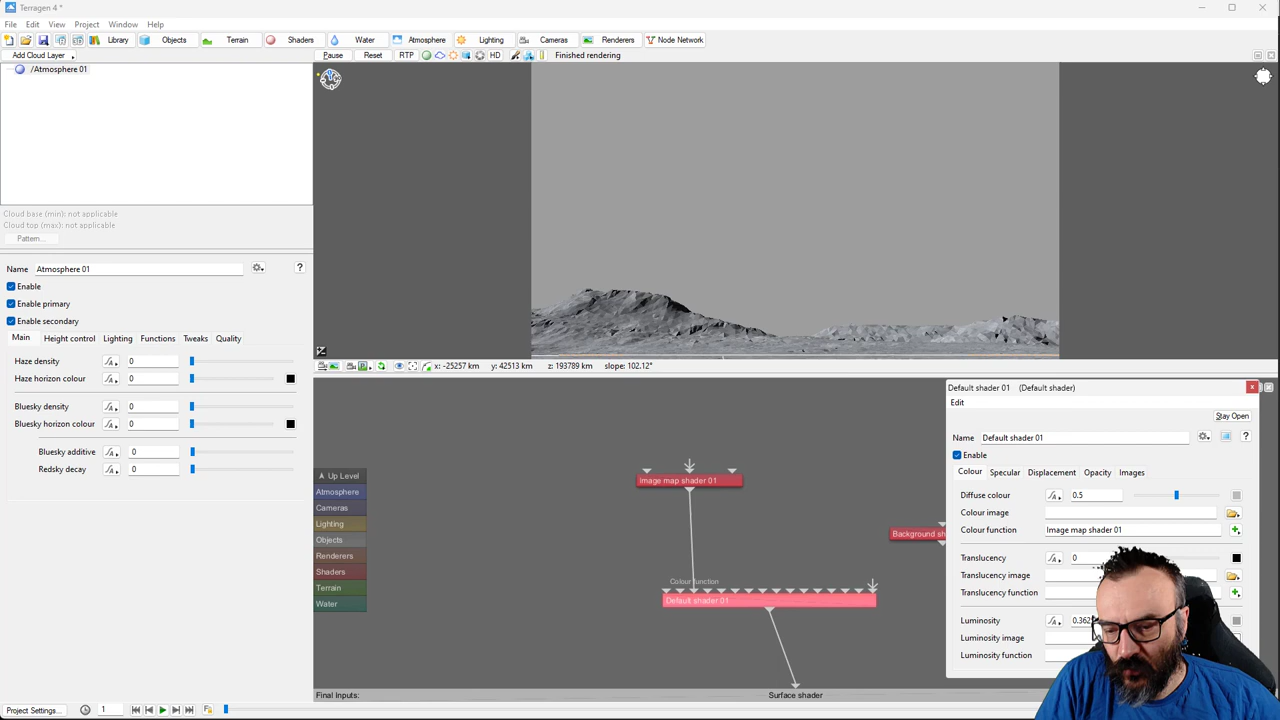 Terragen 4 *
File Edit View Project Window Help
Library Objects Terrain Shaders Water Atmosphere Lighting Cameras Renderers Node Network
Add Cloud Layer Pause Reset RTP HD Finished rendering
/Atmosphere 01
Cloud base (min): not applicable
Cloud top (max): not applicable
Pattern...
Name Atmosphere 01 ?
Enable
Enable primary
Enable secondary
Main Height control Lighting Functions Tweaks Quality
Haze density 0
Haze horizon colour 0
Bluesky density 0
Bluesky horizon colour 0
Bluesky additive 0
Redsky decay 0
x: -25257 km y: 42513 km z: 193789 km slope: 102.12°
Up Level
Atmosphere
Cameras
Lighting
Objects
Renderers
Shaders
Terrain
Water
Image map shader 01
Background sh
Colour function
Default shader 01
Final Inputs: Surface shader
Default shader 01 (Default shader) x
Edit
Stay Open
Name Default shader 01 ?
Enable
Colour Specular Displacement Opacity Images
Diffuse colour 0.5
Colour image
Colour function Image map shader 01
Translucency 0
Translucency image
Translucency function
Luminosity 0.362
Luminosity image
Luminosity function
Project Settings... 1